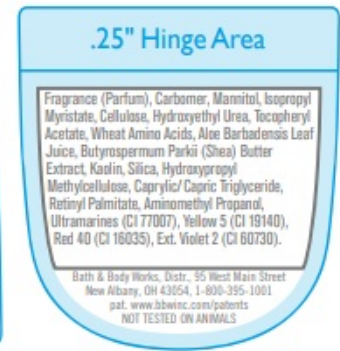 .25" Hinge Area
Fragrance (Parfum), Carbomer, Mannitol, Isopropyl
Myristate, Cellulose, Hydroxyethyl Urea, Tocopheryl
Acetate, Wheat Amino Acids, Aloe Barbadensis Leaf
Juice, Butyrospermum Parkii (Shea) Butter
Extract, Kaolin, Silica, Hydroxypropyl
Methylcellulose, Caprylic/ Capric Triglyceride,
Retinyl Palmitate, Aminomethyl Propanol,
Ultramarines (CI 77007), Yellow 5 (CI 19140),
Red 40 (CI 16035), Ext. Violet 2 (CI 60730).
Bath & Body Works, Distr., 95 West Main Street
New Albany, OH 43054, 1-800-395-1001
pat. www.bbwinc.com/patents
NOT TESTED ON ANIMALS